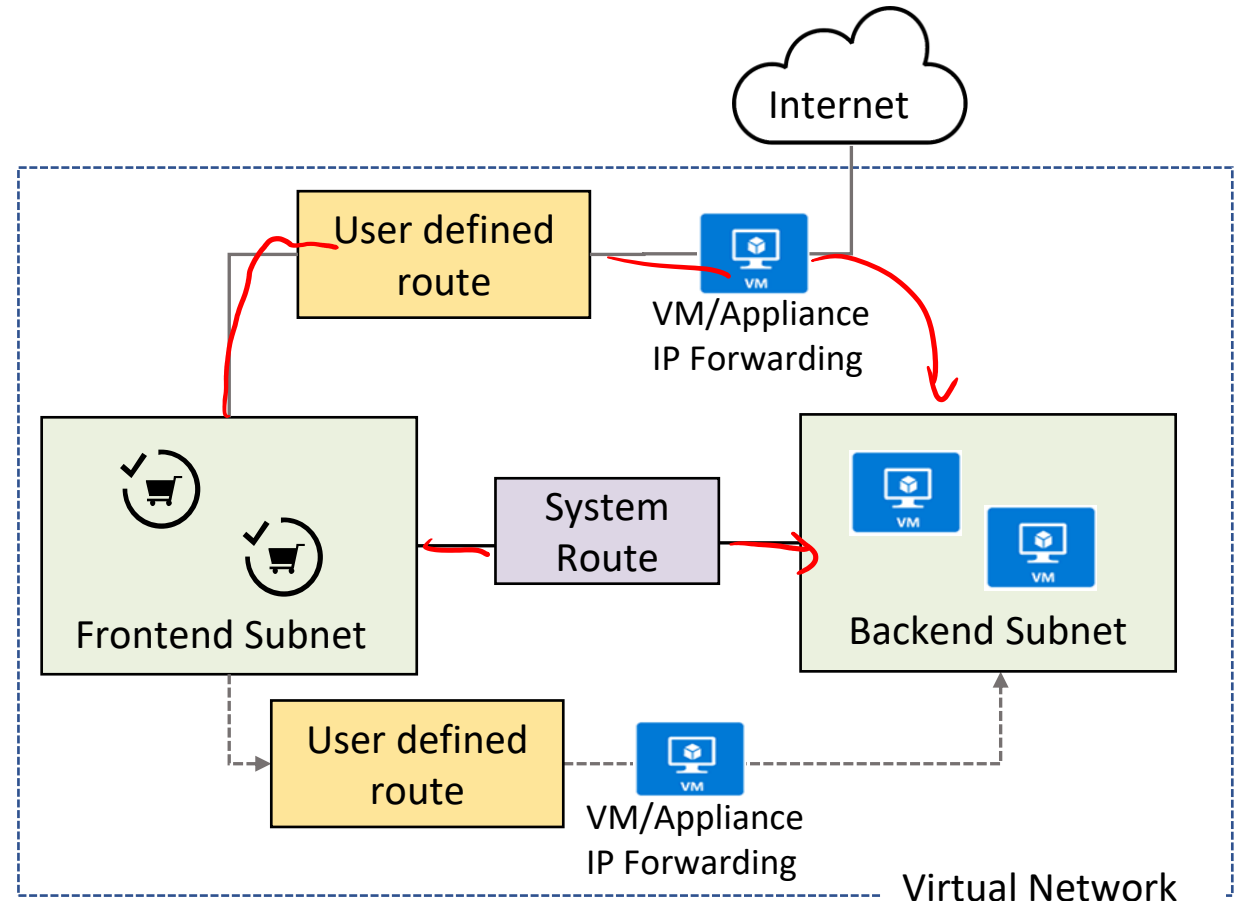 Internet
User defined
route
VM
VM/Appliance
IP Forwarding
System
Route
Frontend Subnet
VM
VM
Backend Subnet
User defined
route
VM
VM/Appliance
IP Forwarding
Virtual Network